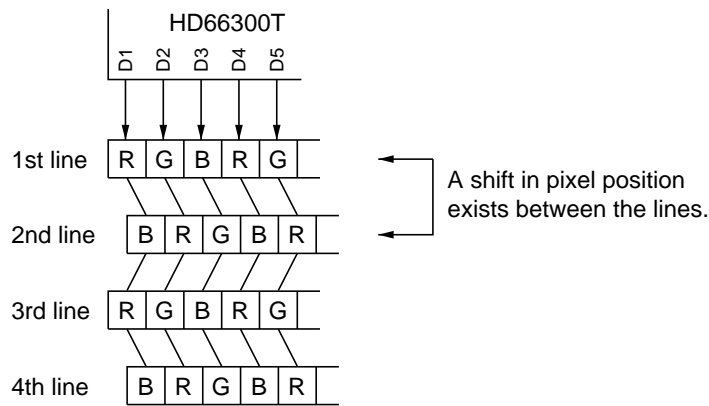 HD66300T
D1 D2 D3 D4 D5
1st line R G B R G
A shift in pixel position
exists between the lines.
2nd line B R G B R
3rd line R G B R G
4th line B R G B R